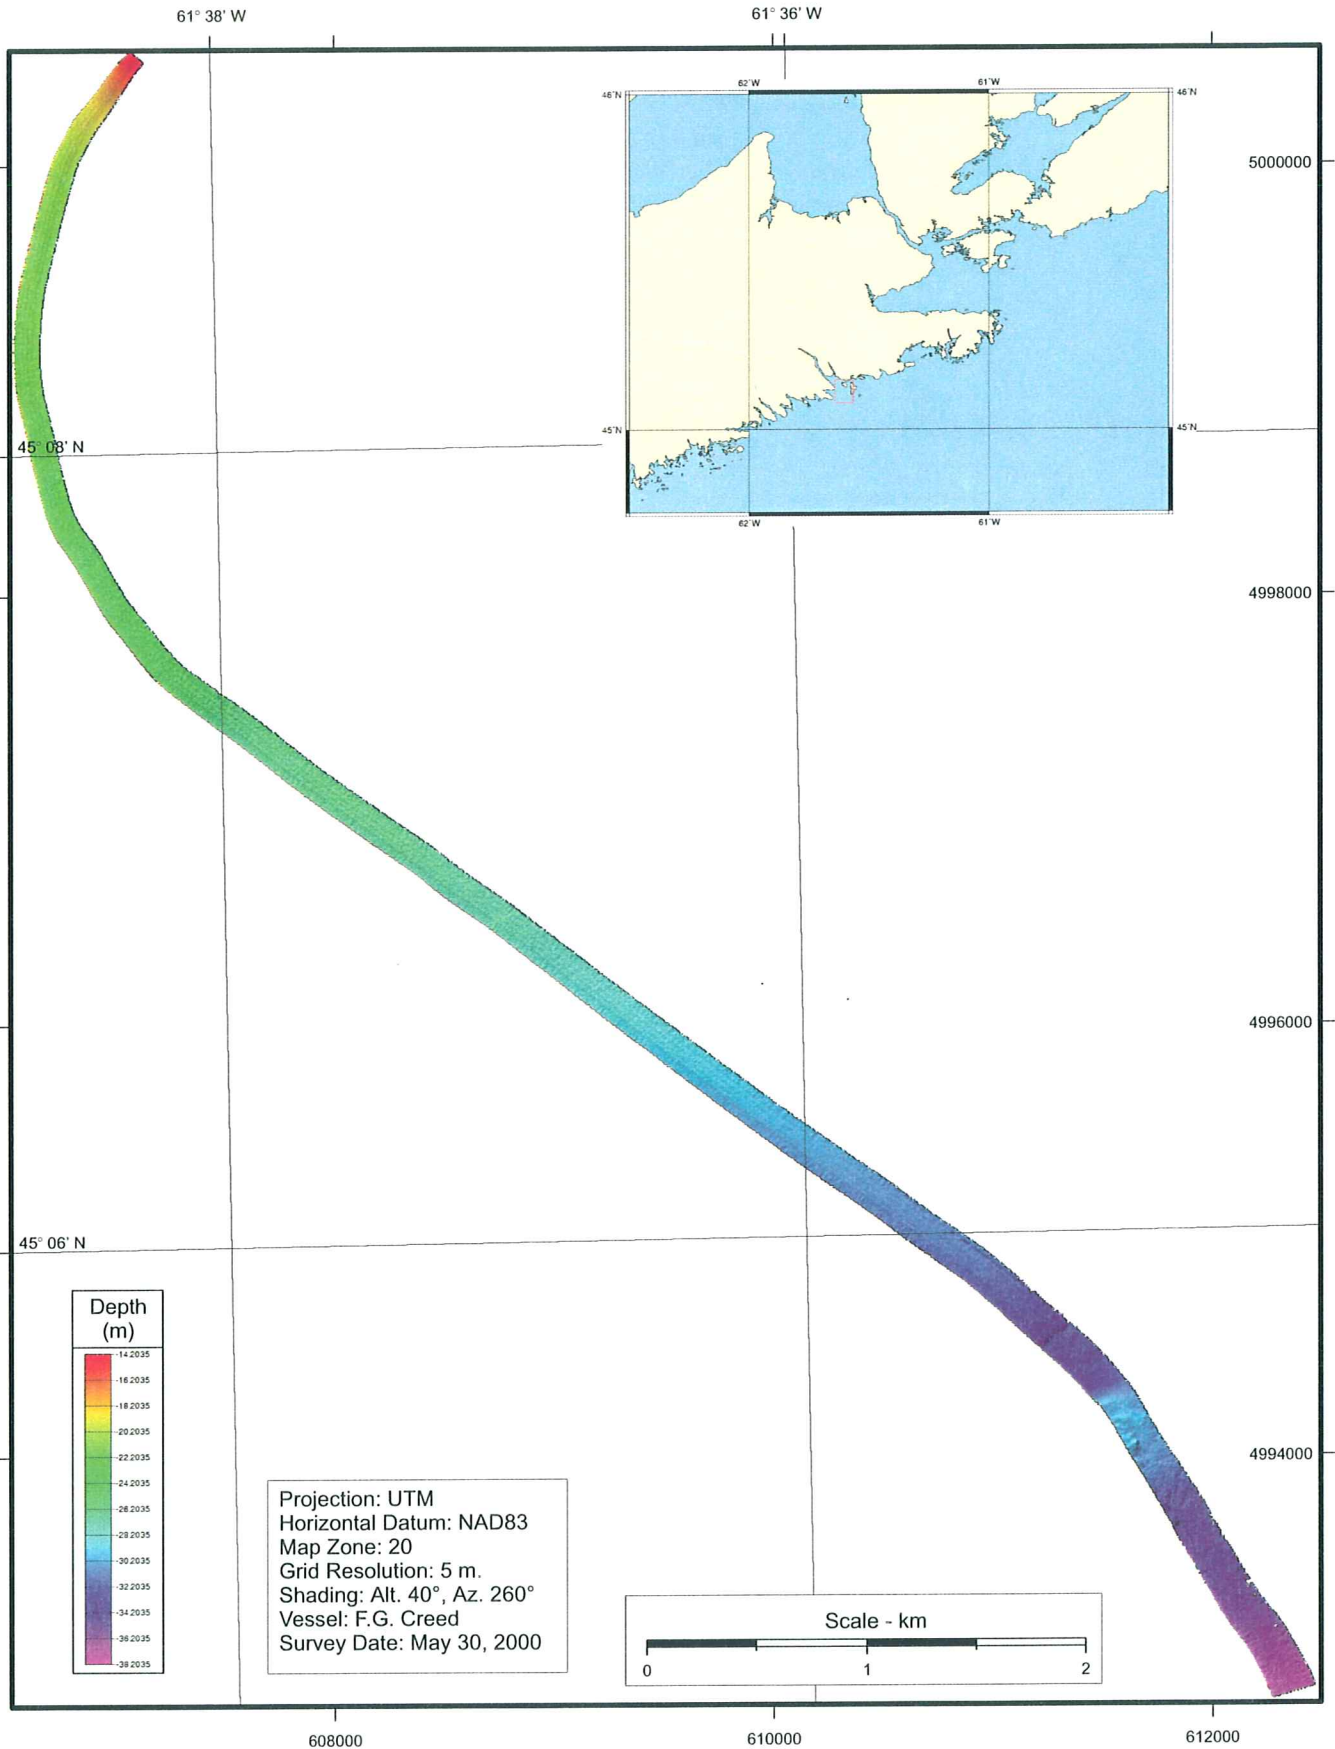 61° 38' W
61° 36' W
62°W
61°W
46°N
46°N
5000000
45°N
45°N
62°W
61°W
45° 08' N
4998000
4996000
45° 06' N
Depth
(m)
-14.2035
-16.2035
-18.2035
-20.2035
-22.2035
-24.2035
-26.2035
-28.2035
-30.2035
-32.2035
-34.2035
-36.2035
-38.2035
4994000
Projection: UTM
Horizontal Datum: NAD83
Map Zone: 20
Grid Resolution: 5 m.
Shading: Alt. 40°, Az. 260°
Vessel: F.G. Creed
Survey Date: May 30, 2000
Scale - km
0
1
2
608000
610000
612000